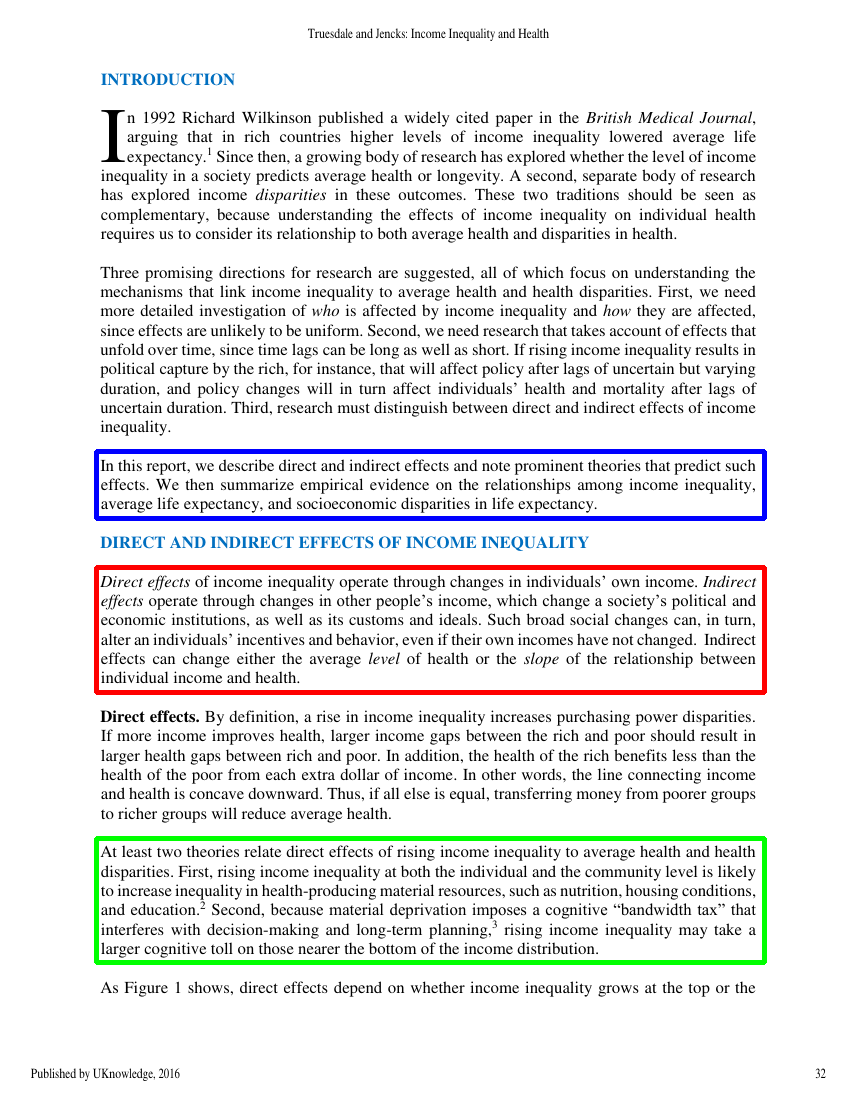 Truesdale and Jencks: Income Inequality and Health
INTRODUCTION
In 1992 Richard Wilkinson published a widely cited paper in the British Medical Journal,
arguing that in rich countries higher levels of income inequality lowered average life
expectancy.1 Since then, a growing body of research has explored whether the level of income
inequality in a society predicts average health or longevity. A second, separate body of research
has explored income disparities in these outcomes. These two traditions should be seen as
complementary, because understanding the effects of income inequality on individual health
requires us to consider its relationship to both average health and disparities in health.
Three promising directions for research are suggested, all of which focus on understanding the
mechanisms that link income inequality to average health and health disparities. First, we need
more detailed investigation of who is affected by income inequality and how they are affected,
since effects are unlikely to be uniform. Second, we need research that takes account of effects that
unfold over time, since time lags can be long as well as short. If rising income inequality results in
political capture by the rich, for instance, that will affect policy after lags of uncertain but varying
duration, and policy changes will in turn affect individuals’ health and mortality after lags of
uncertain duration. Third, research must distinguish between direct and indirect effects of income
inequality.
In this report, we describe direct and indirect effects and note prominent theories that predict such
effects. We then summarize empirical evidence on the relationships among income inequality,
average life expectancy, and socioeconomic disparities in life expectancy.
DIRECT AND INDIRECT EFFECTS OF INCOME INEQUALITY
Direct effects of income inequality operate through changes in individuals’ own income. Indirect
effects operate through changes in other people’s income, which change a society’s political and
economic institutions, as well as its customs and ideals. Such broad social changes can, in turn,
alter an individuals’ incentives and behavior, even if their own incomes have not changed. Indirect
effects can change either the average level of health or the slope of the relationship between
individual income and health.
Direct effects. By definition, a rise in income inequality increases purchasing power disparities.
If more income improves health, larger income gaps between the rich and poor should result in
larger health gaps between rich and poor. In addition, the health of the rich benefits less than the
health of the poor from each extra dollar of income. In other words, the line connecting income
and health is concave downward. Thus, if all else is equal, transferring money from poorer groups
to richer groups will reduce average health.
At least two theories relate direct effects of rising income inequality to average health and health
disparities. First, rising income inequality at both the individual and the community level is likely
to increase inequality in health-producing material resources, such as nutrition, housing conditions,
and education.2 Second, because material deprivation imposes a cognitive “bandwidth tax” that
interferes with decision-making and long-term planning,3 rising income inequality may take a
larger cognitive toll on those nearer the bottom of the income distribution.
As Figure 1 shows, direct effects depend on whether income inequality grows at the top or the
Published by UKnowledge, 2016
32